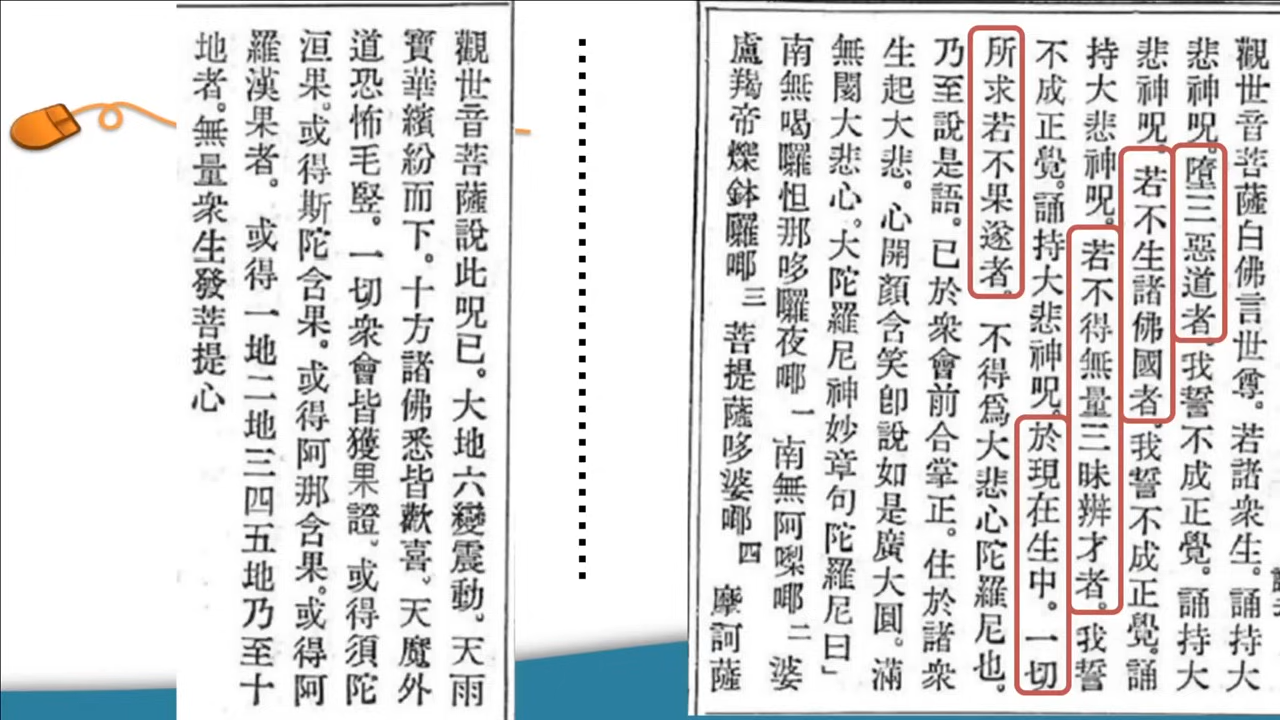 觀世音菩薩白佛言世尊。若諸衆生。誦持大
悲神呪。墮三惡道者。我誓不成正覺。誦持大
悲神呪。若不生諸佛國者。我誓不成正覺。誦
持大悲神呪。若不得無量三昧辨才者。我誓
不成正覺。誦持大悲神呪。於現在生中。一切
所求若不果遂者。不得爲大悲心陀羅尼也。
乃至說是語。已於衆會前合掌正。住於諸衆
生起大悲。心開顏含笑卽說如是廣大圓。滿
無閡大悲心。大陀羅尼神妙章句陀羅尼曰」
南無喝囉怛那哆囉夜唧一 南無阿㗚唧二 婆
盧羯帝爍鉢囉唧三 菩提薩哆婆唧四 摩訶薩
觀世音菩薩說此呪已。大地六變震動。天雨
寶華繽紛而下。十方諸佛悉皆歡喜。天魔外
道恐怖毛竪。一切衆會皆獲果證。或得須陀
洹果。或得斯陀含果。或得阿那含果。或得阿
羅漢果者。或得一地二地三四五地乃至十
地者。無量衆生發菩提心